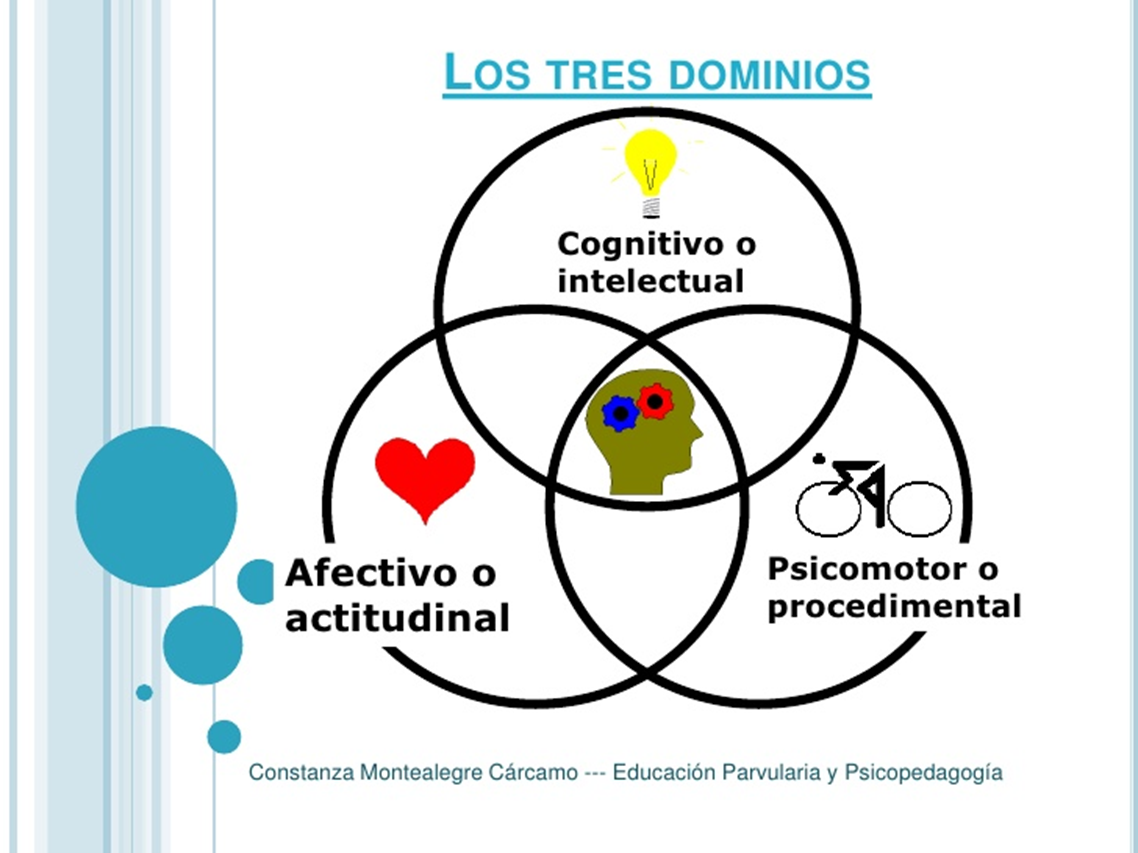 LOS TRES DOMINIOS
Cognitivo o
intelectual
Afectivo o
actitudinal
Psicomotor o
procedimental
Constanza Montealegre Cárcamo --- Educación Parvularia y Psicopedagogía